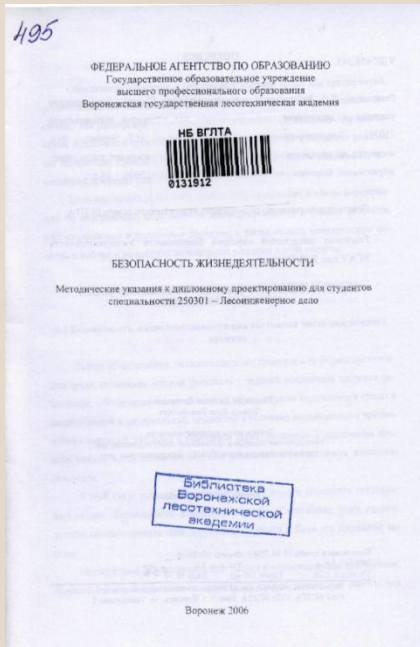 495
ФЕДЕРАЛЬНОЕ АГЕНТСТВО ПО ОБРАЗОВАНИЮ
Государственное образовательное учреждение
высшего профессионального образования
Воронежская государственная лесотехническая академия
НБ ВГЛТА
0131912
БЕЗОПАСНОСТЬ ЖИЗНЕДЕЯТЕЛЬНОСТИ
Методические указания к дипломному проектированию для студентов
специальности 250301 – Лесоинженерное дело
Библиотека
Воронежской
лесотехнической
академии
Воронеж 2006